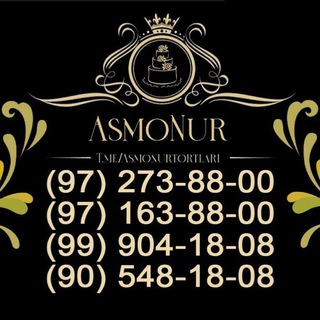 AsmoNur
T.me/asmonurtortlari
(97) 273-88-00
(97) 163-88-00
(99) 904-18-08
(90) 548-18-08